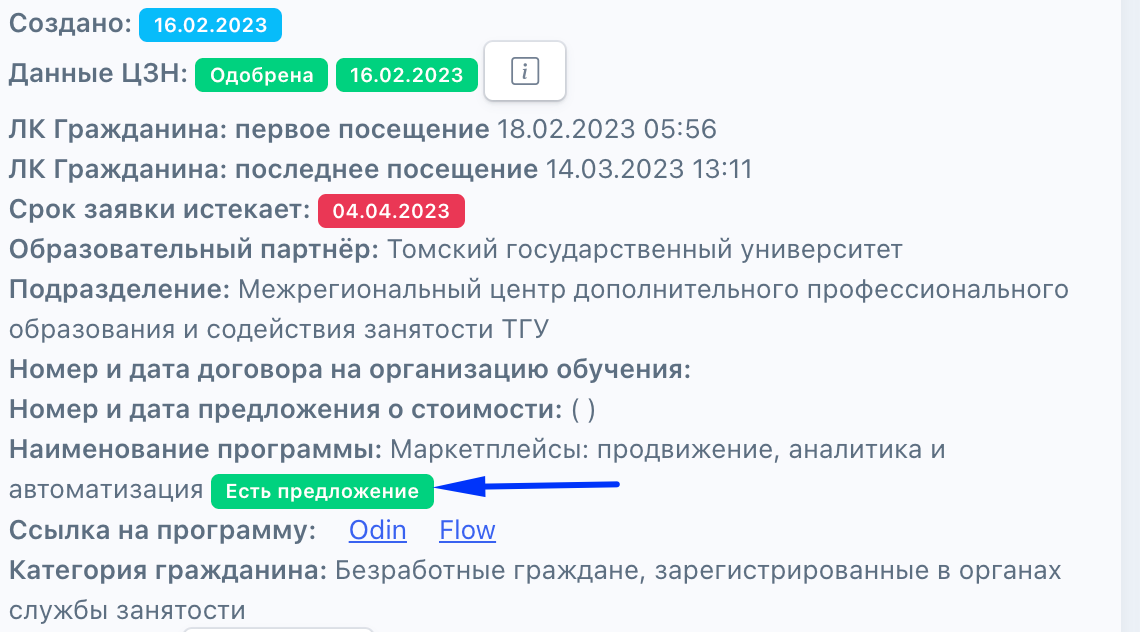 Создано: 16.02.2023
Данные ЦЗН: Одобрена 16.02.2023 i
ЛК Гражданина: первое посещение 18.02.2023 05:56
ЛК Гражданина: последнее посещение 14.03.2023 13:11
Срок заявки истекает: 04.04.2023
Образовательный партнёр: Томский государственный университет
Подразделение: Межрегиональный центр дополнительного профессионального
образования и содействия занятости ТГУ
Номер и дата договора на организацию обучения:
Номер и дата предложения о стоимости: ( )
Наименование программы: Маркетплейсы: продвижение, аналитика и
автоматизация Есть предложение
Ссылка на программу: Odin Flow
Категория гражданина: Безработные граждане, зарегистрированные в органах
службы занятости